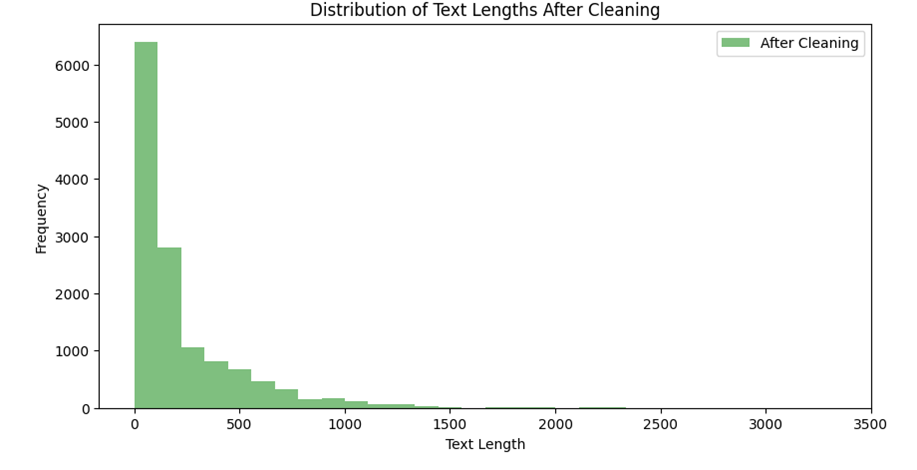 Distribution of Text Lengths After Cleaning
After Cleaning
6000
5000
4000
3000
2000
1000
0
Frequency
0 500 1000 1500 2000 2500 3000 3500
Text Length